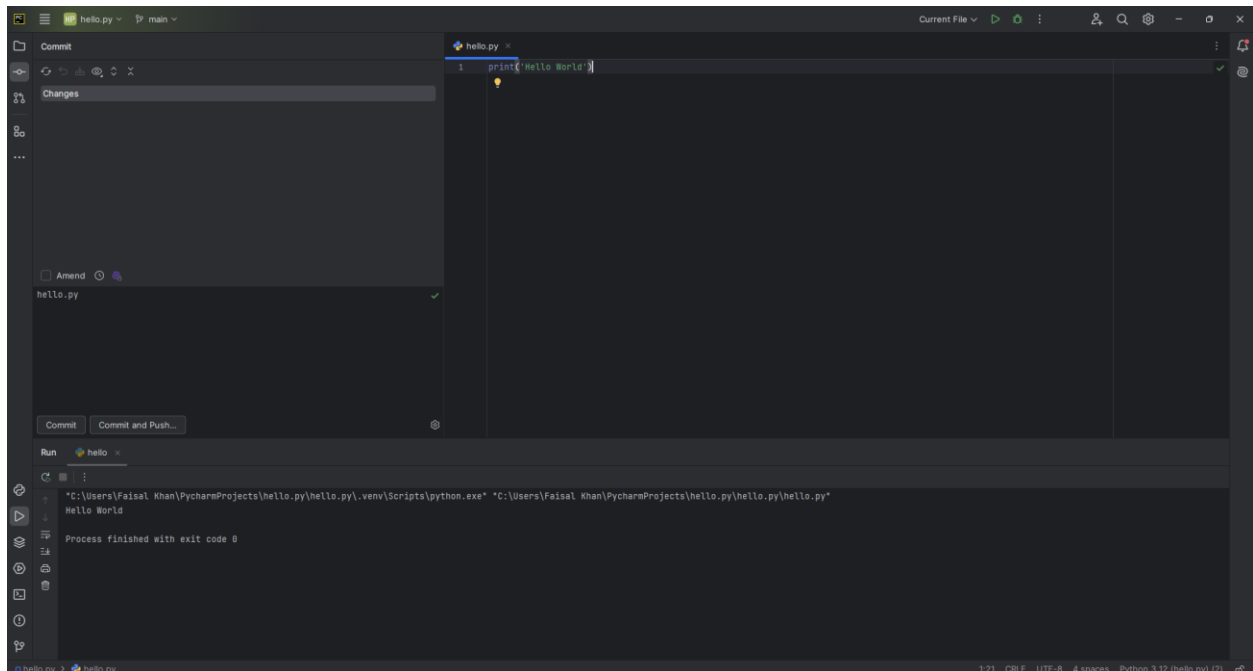 PC HP hello.py main Current File
Commit
hello.py
1 print('Hello World')
Changes
Amend
hello.py
Commit Commit and Push...
Run hello
"C:\Users\Faisal Khan\PycharmProjects\hello.py\hello.py\.venv\Scripts\python.exe" "C:\Users\Faisal Khan\PycharmProjects\hello.py\hello.py\hello.py"
Hello World
Process finished with exit code 0
hello.py > hello.py 1:21 CRLF UTF-8 4 spaces Python 3.12 (hello.py) (2)